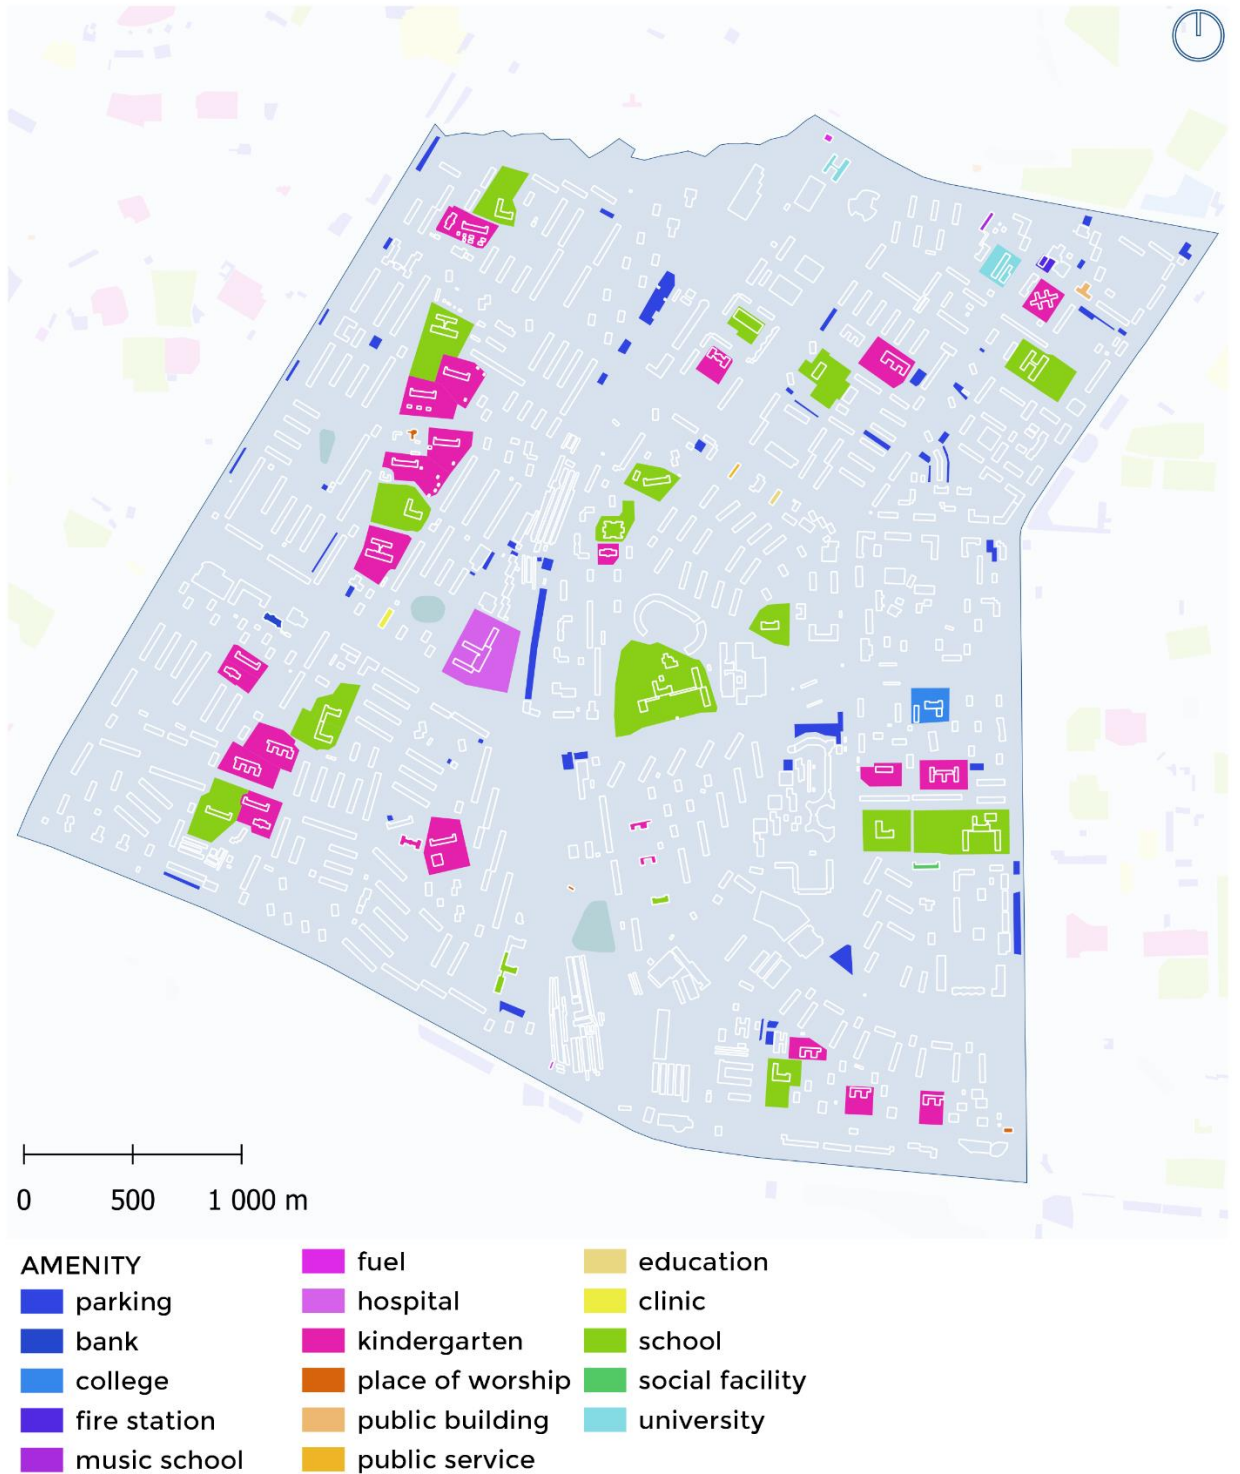 0 500 1 000 m
AMENITY
parking
bank
college
fire station
music school
fuel
hospital
kindergarten
place of worship
public building
public service
education
clinic
school
social facility
university